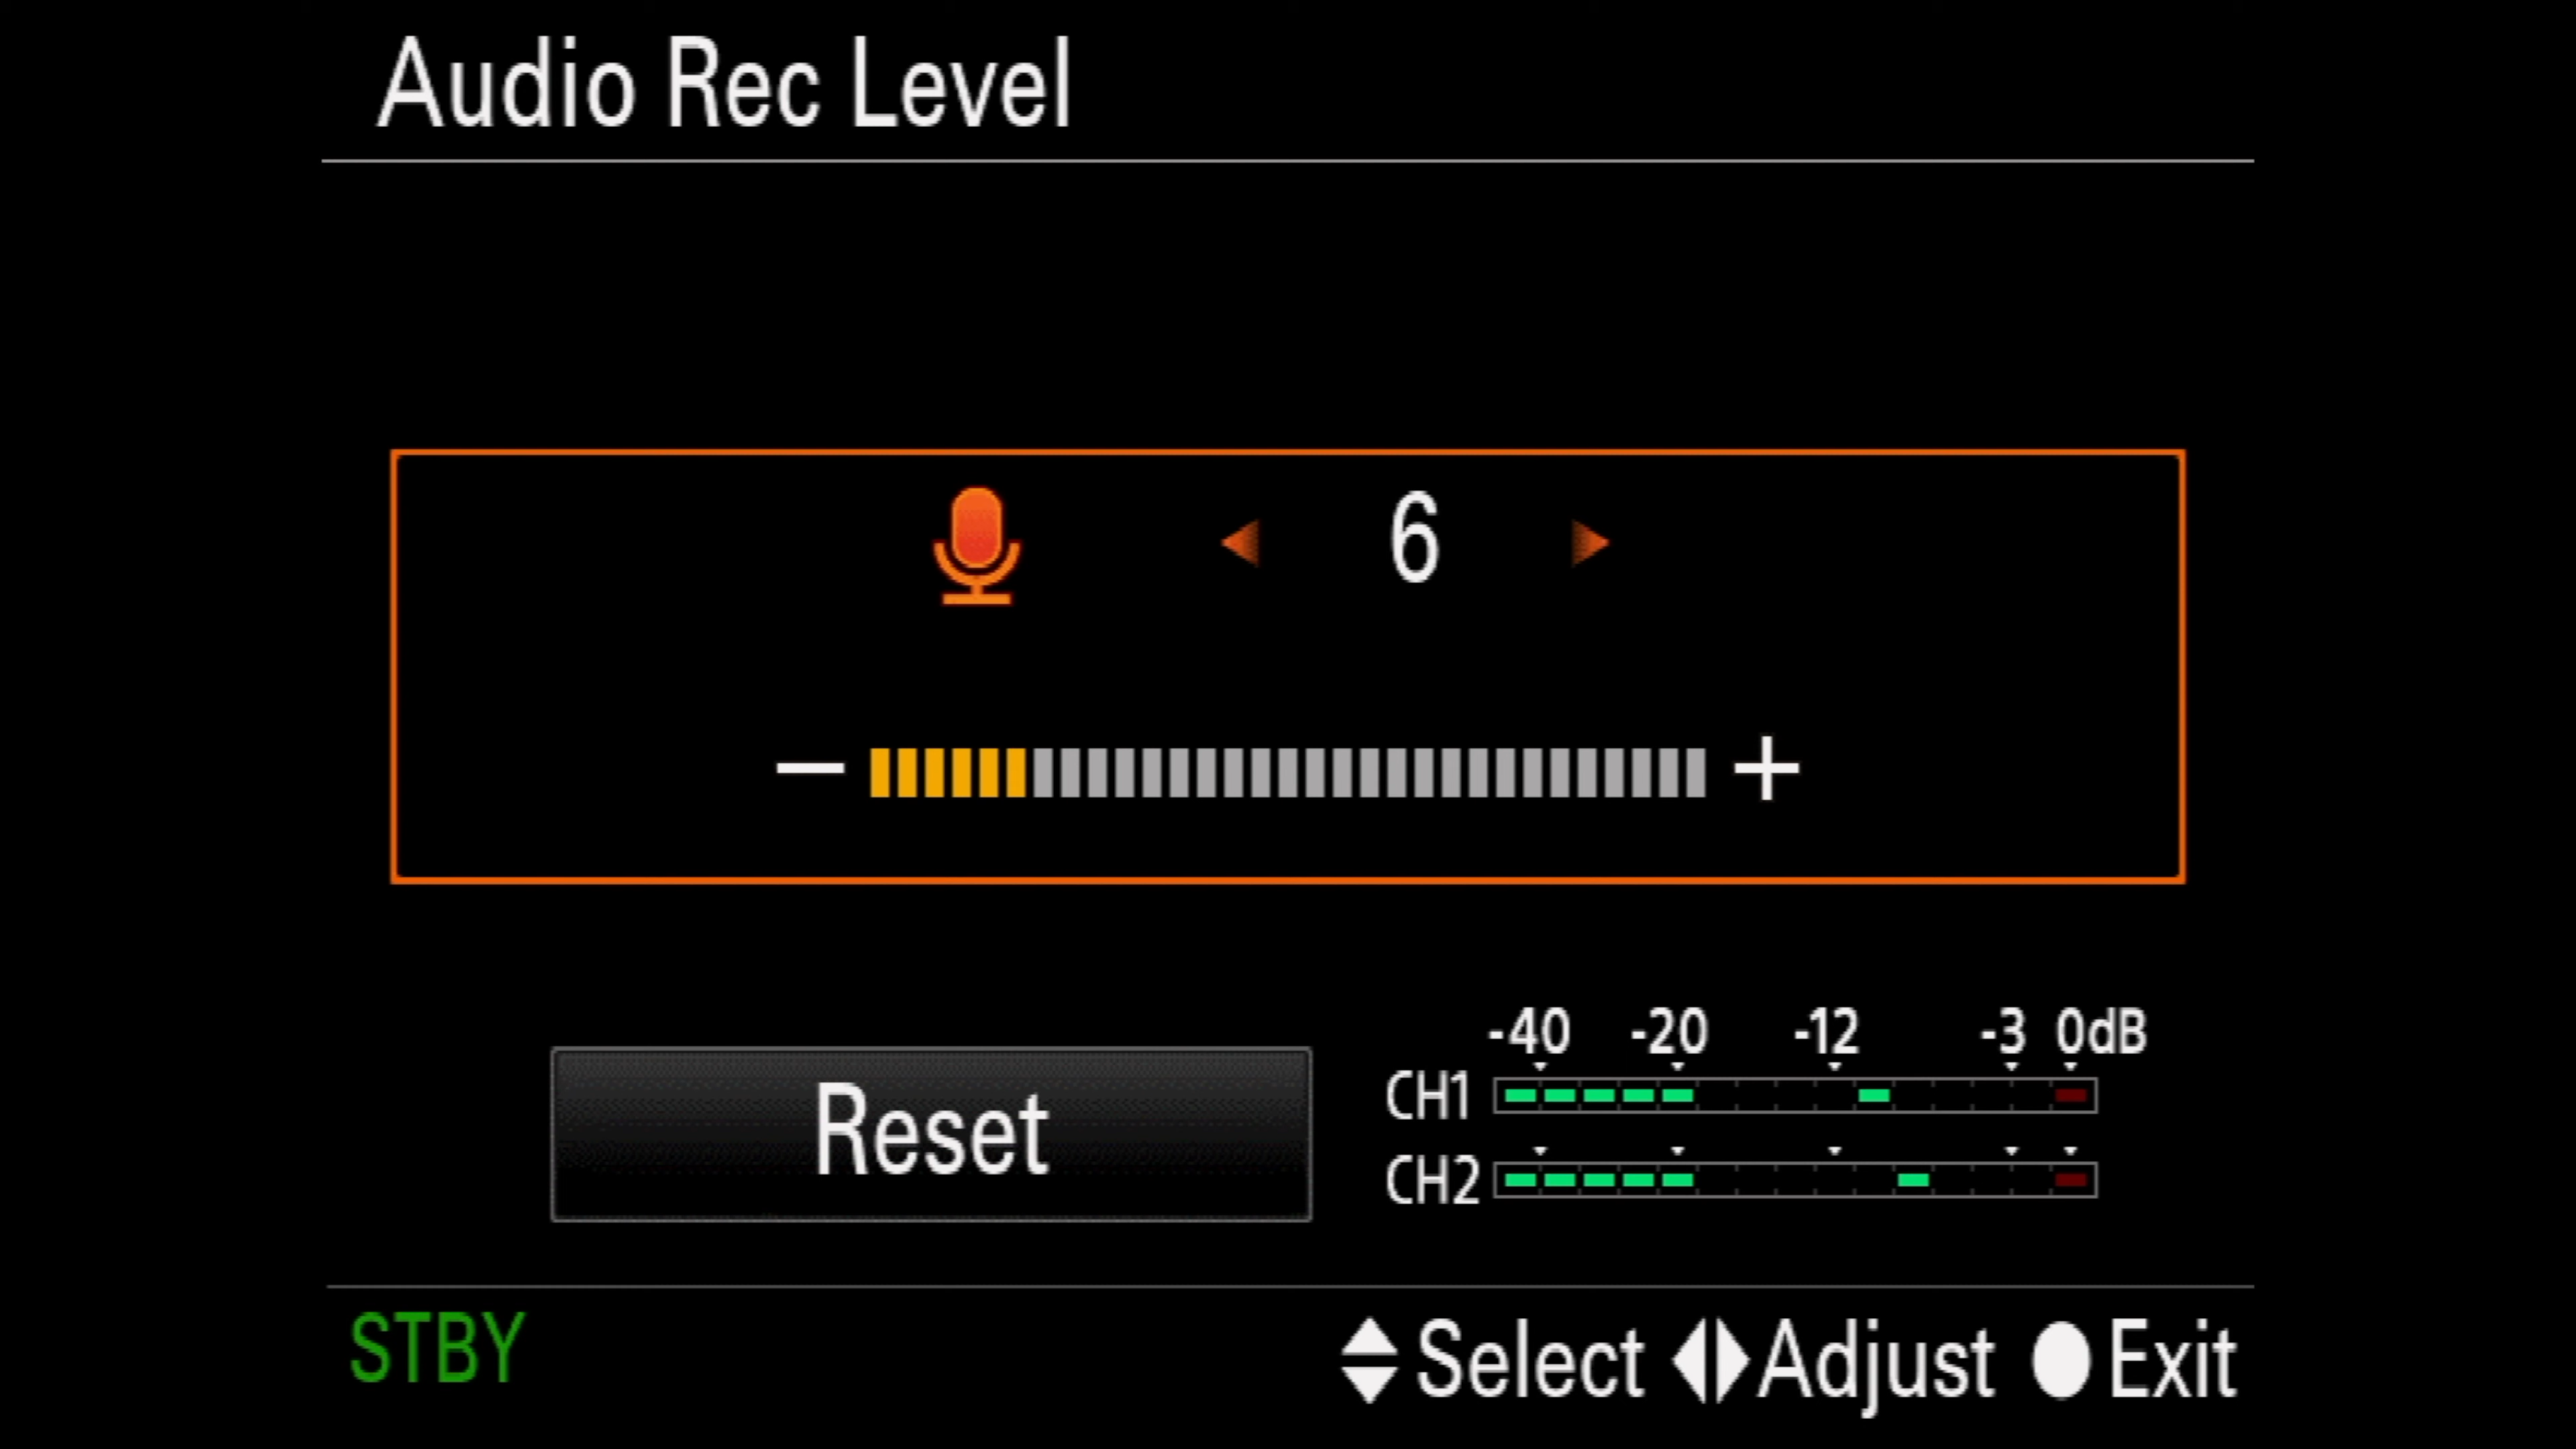 Audio Rec Level
6
-40 -20 -12 -3 0dB
CH1
Reset
CH2
STBY Select Adjust Exit